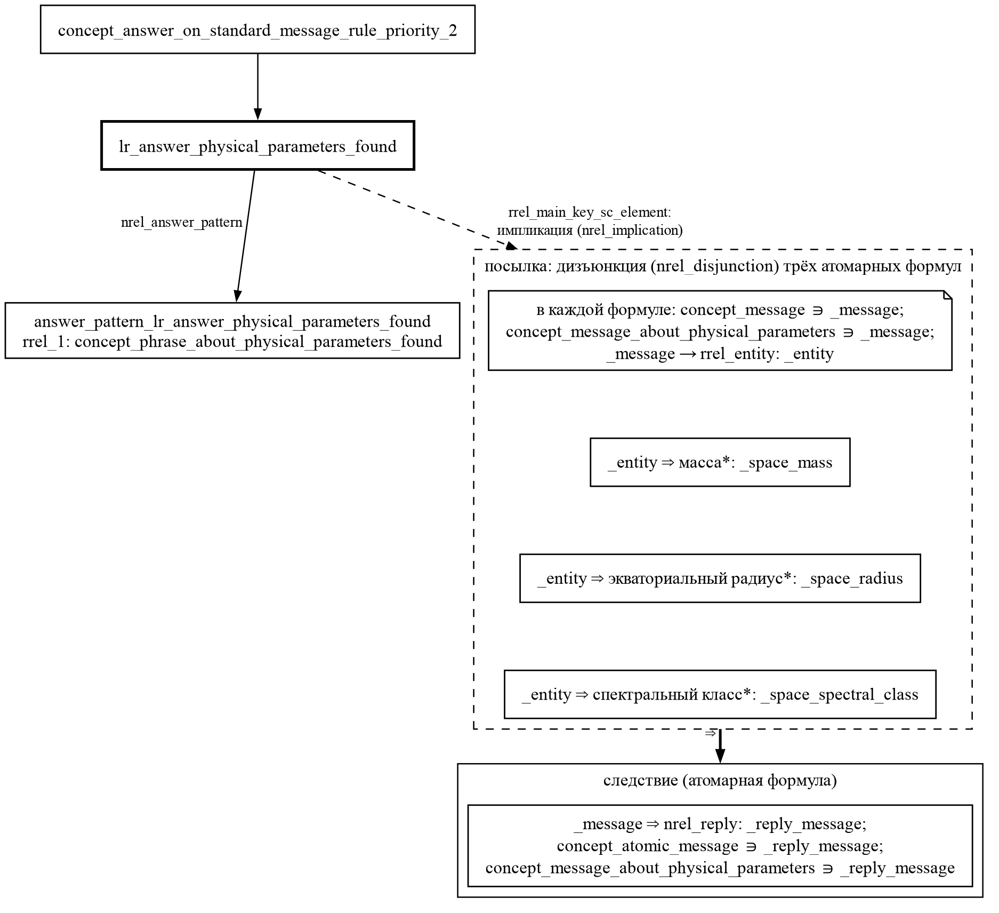 concept_answer_on_standard_message_rule_priority_2
lr_answer_physical_parameters_found
nrel_answer_pattern
rrel_main_key_sc_element:
импликация (nrel_implication)
answer_pattern_lr_answer_physical_parameters_found
rrel_1: concept_phrase_about_physical_parameters_found
посылка: дизъюнкция (nrel_disjunction) трёх атомарных формул
в каждой формуле: concept_message ∋ _message;
concept_message_about_physical_parameters ∋ _message;
_message → rrel_entity: _entity
_entity ⇒ масса*: _space_mass
_entity ⇒ экваториальный радиус*: _space_radius
_entity ⇒ спектральный класс*: _space_spectral_class
⇒
следствие (атомарная формула)
_message ⇒ nrel_reply: _reply_message;
concept_atomic_message ∋ _reply_message;
concept_message_about_physical_parameters ∋ _reply_message